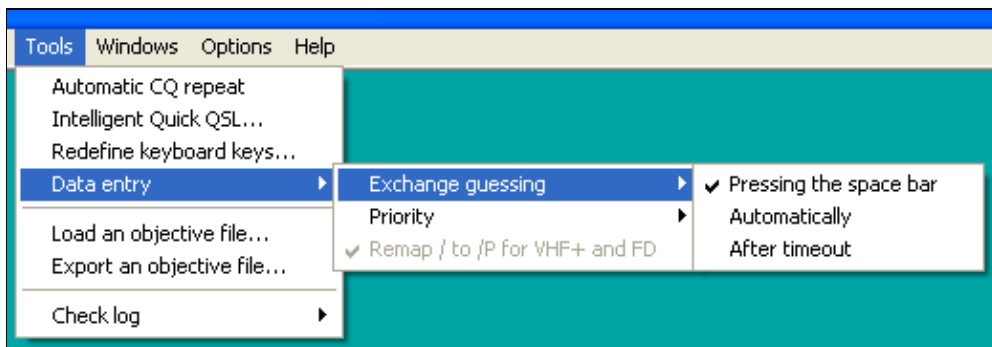 Tools Windows Options Help
Automatic CQ repeat
Intelligent Quick QSL...
Redefine keyboard keys...
Data entry
Load an objective file...
Export an objective file...
Check log
Exchange guessing
Priority
Remap / to /P for VHF+ and FD
Pressing the space bar
Automatically
After timeout